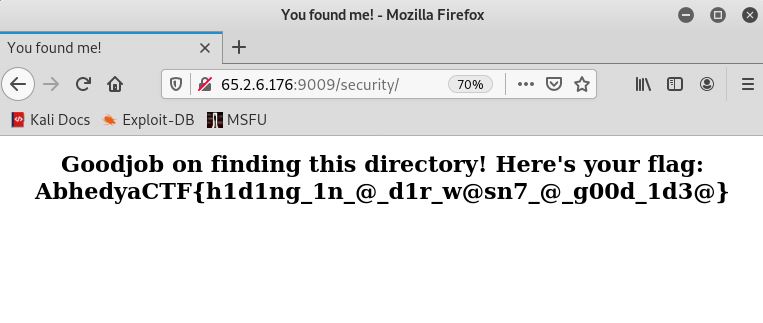 You found me! - Mozilla Firefox
You found me!
65.2.6.176:9009/security/ 70%
Kali Docs Exploit-DB MSFU
Goodjob on finding this directory! Here's your flag:
AbhedyaCTF{h1d1ng_1n_@_d1r_w@sn7_@_g00d_1d3@}